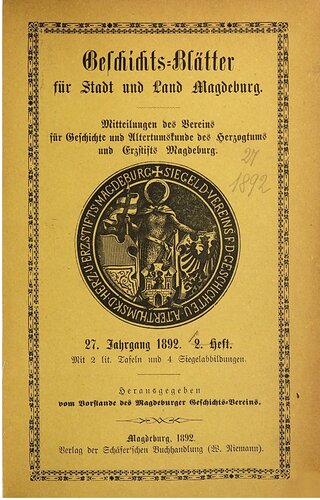 Geschichts-Blätter
für Stadt und Land Magdeburg.
Mitteilungen des Vereins
für Geschichte und Altertumskunde des Herzogtums
und Erzstifts Magdeburg.
27
1892
SIEGEL D. VEREINS F. D. GESCHICHTE U. ALTERTHUMSK. D. HERZ. U. ERZSTIFTS MAGDEBURG
27. Jahrgang 1892. 2. Heft.
Mit 2 lit. Tafeln und 4 Siegelabbildungen.
Herausgegeben
vom Vorstande des Magdeburger Geschichts-Vereins.
Magdeburg, 1892.
Verlag der Schäfer'schen Buchhandlung (W. Niemann).